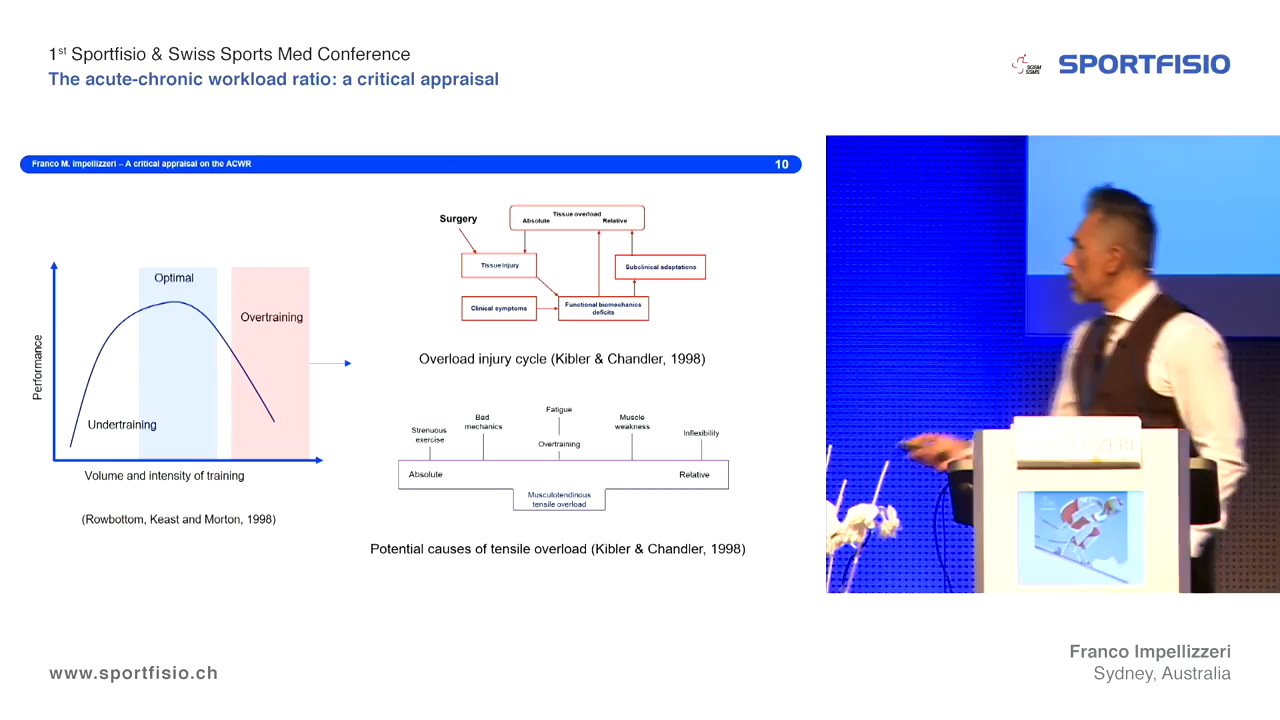 1st Sportfisio & Swiss Sports Med Conference
The acute-chronic workload ratio: a critical appraisal
SGSM
SSMS
SPORTFISIO
Franco M. Impellizzeri – A critical appraisal on the ACWR
10
Performance
Optimal
Overtraining
Undertraining
Volume and intensity of training
(Rowbottom, Keast and Morton, 1998)
Surgery
Tissue overload
Absolute
Relative
Tissue injury
Subclinical adaptations
Clinical symptoms
Functional biomechanics
deficits
Overload injury cycle (Kibler & Chandler, 1998)
Strenuous
exercise
Bad
mechanics
Fatigue
Overtraining
Muscle
weakness
Inflexibility
Absolute
Relative
Musculotendinous
tensile overload
Potential causes of tensile overload (Kibler & Chandler, 1998)
www.sportfisio.ch
Franco Impellizzeri
Sydney, Australia